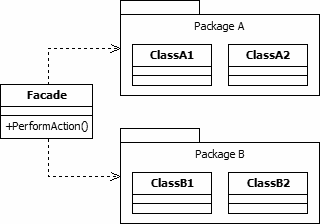 Package A
ClassA1
ClassA2
Facade
+PerformAction()
Package B
ClassB1
ClassB2